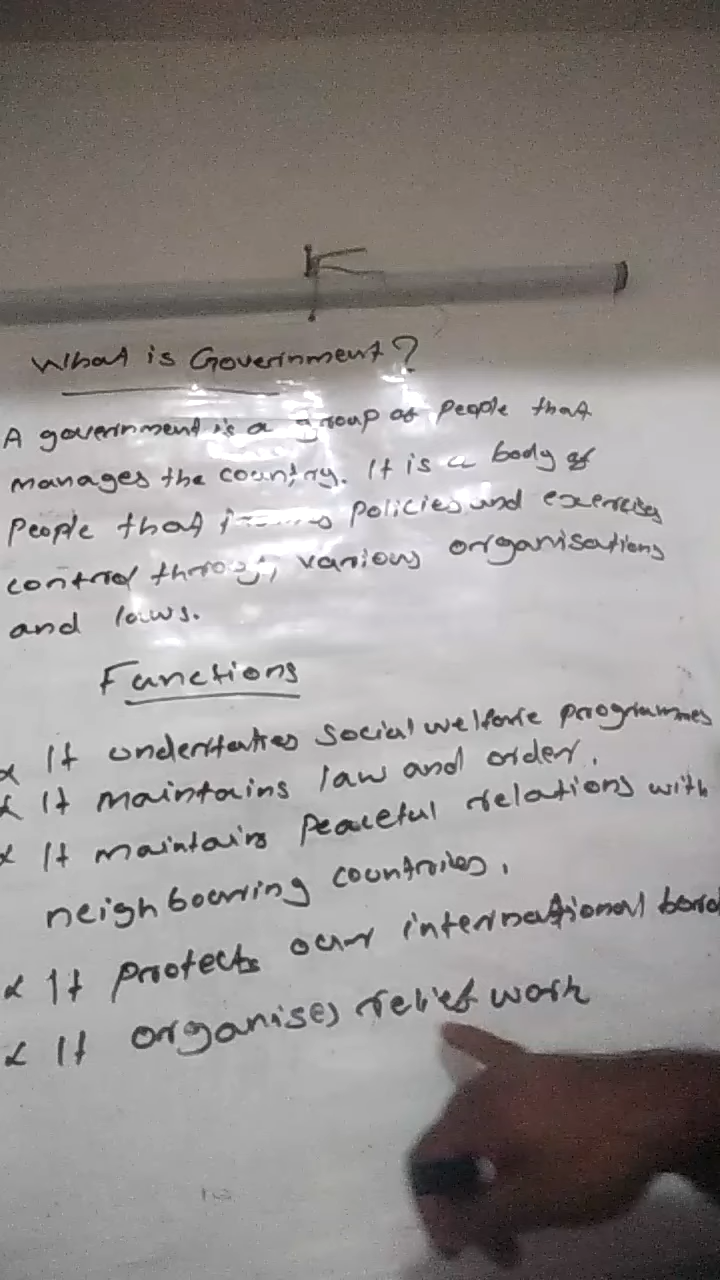 What is Government?
A government is a group of people that
manages the country. It is a body of
People that policies and exercises
control through various organisations
and laws.
Functions
It undertakes social welfare programmes
It maintains law and order.
It maintains peaceful relations with
neighbouring countries.
It protects our international
It organises relief work